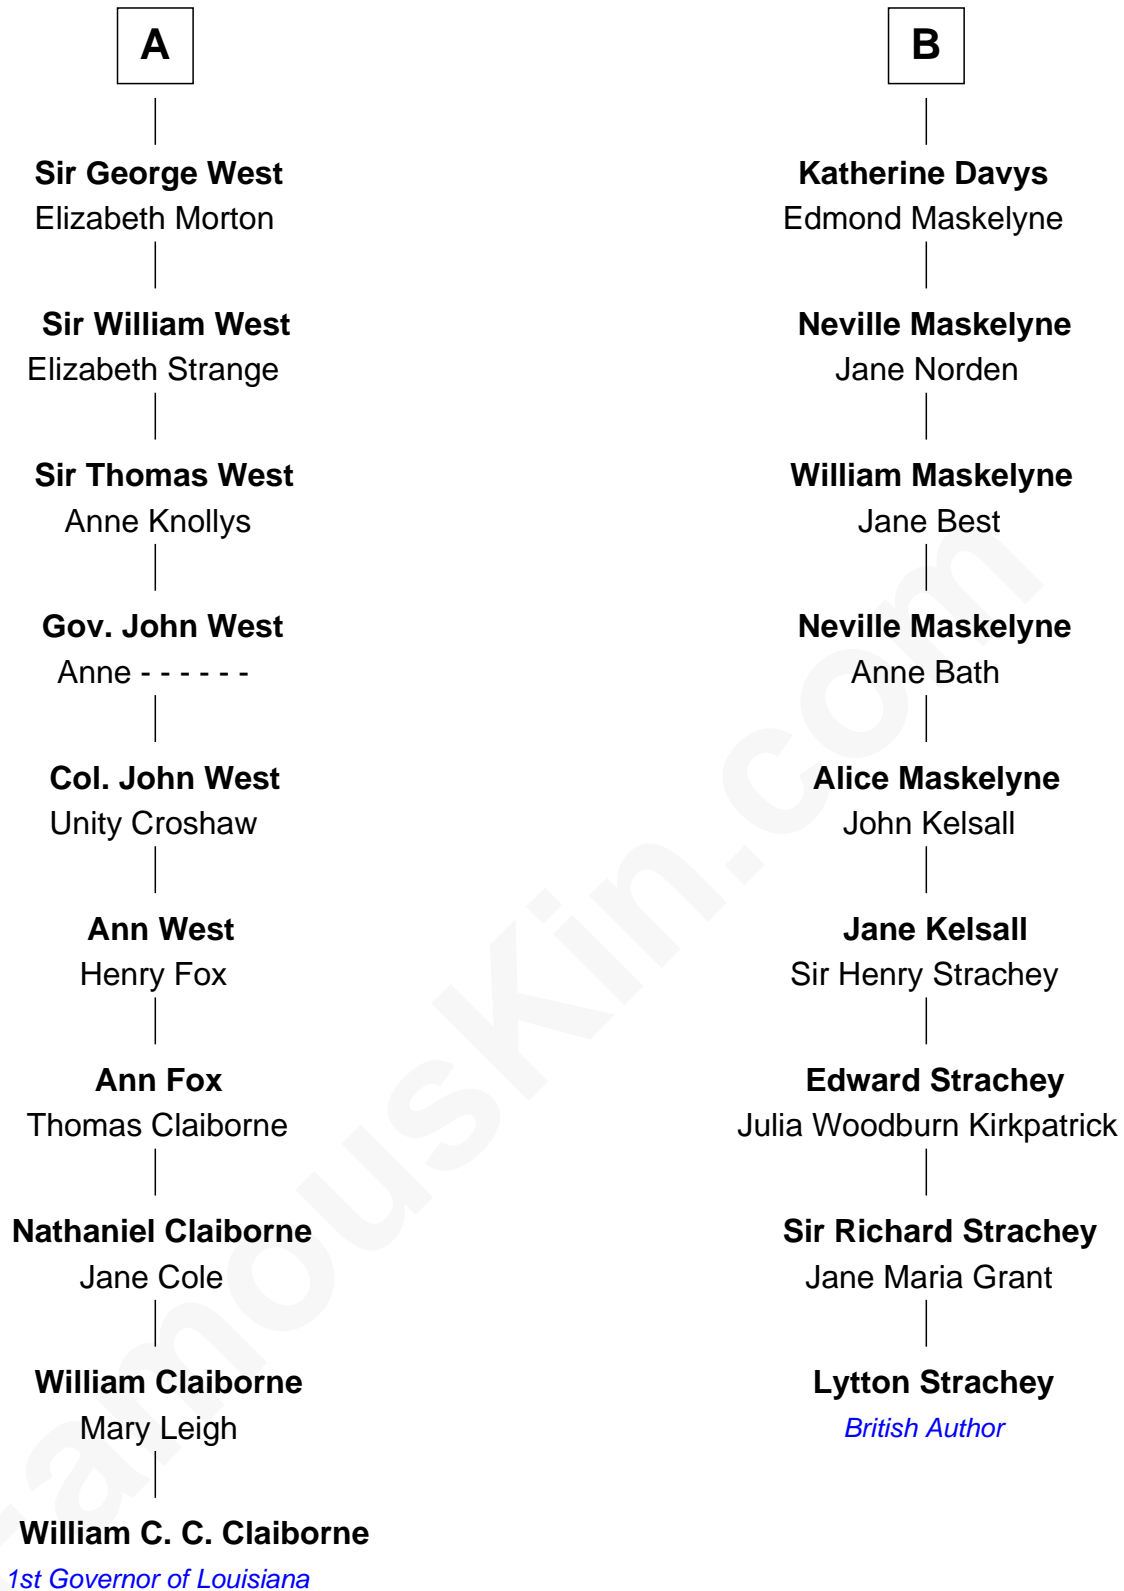 A
Sir George West
Elizabeth Morton
Sir William West
Elizabeth Strange
Sir Thomas West
Anne Knollys
Gov. John West
Anne - - - - - -
Col. John West
Unity Croshaw
Ann West
Henry Fox
Ann Fox
Thomas Claiborne
Nathaniel Claiborne
Jane Cole
William Claiborne
Mary Leigh
William C. C. Claiborne
1st Governor of Louisiana
B
Katherine Davys
Edmond Maskelyne
Neville Maskelyne
Jane Norden
William Maskelyne
Jane Best
Neville Maskelyne
Anne Bath
Alice Maskelyne
John Kelsall
Jane Kelsall
Sir Henry Strachey
Edward Strachey
Julia Woodburn Kirkpatrick
Sir Richard Strachey
Jane Maria Grant
Lytton Strachey
British Author
FamousKin.com